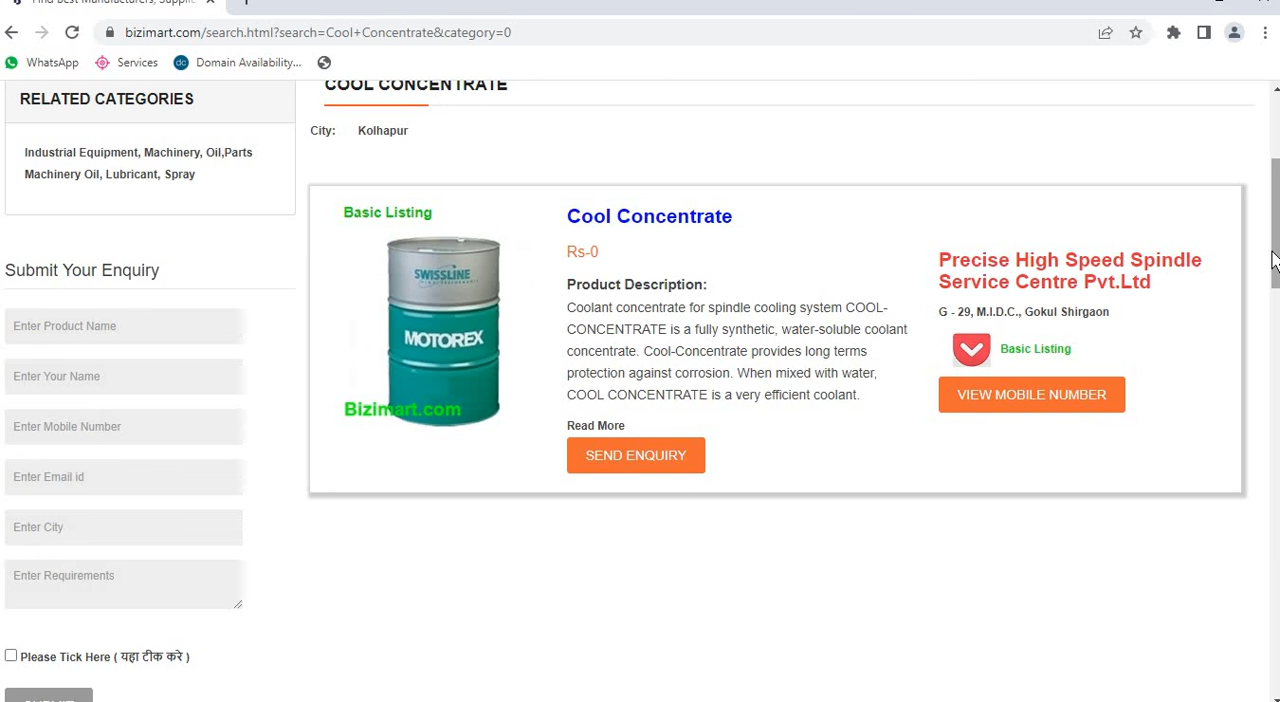 bizimart.com/search.html?search=Cool+Concentrate&category=0
WhatsApp
Services
dc
Domain Availability...
RELATED CATEGORIES
Industrial Equipment, Machinery, Oil,Parts
Machinery Oil, Lubricant, Spray
Submit Your Enquiry
Enter Product Name
Enter Your Name
Enter Mobile Number
Enter Email id
Enter City
Enter Requirements
Please Tick Here ( यहा टीक करे )
COOL CONCENTRATE
City: Kolhapur
Basic Listing
SWISSLINE
MOTOREX
Bizimart.com
Cool Concentrate
Rs-0
Product Description:
Coolant concentrate for spindle cooling system COOL-
CONCENTRATE is a fully synthetic, water-soluble coolant
concentrate. Cool-Concentrate provides long terms
protection against corrosion. When mixed with water,
COOL CONCENTRATE is a very efficient coolant.
Read More
SEND ENQUIRY
Precise High Speed Spindle
Service Centre Pvt.Ltd
G - 29, M.I.D.C., Gokul Shirgaon
Basic Listing
VIEW MOBILE NUMBER